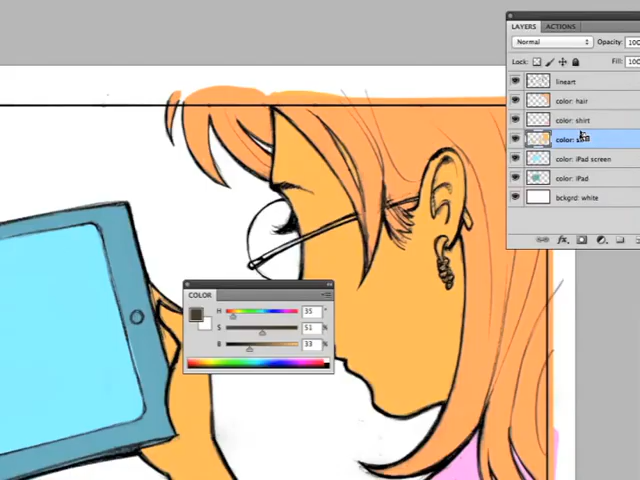 LAYERS ACTIONS
Normal Opacity: 100
Lock: Fill: 100
lineart
color: hair
color: shirt
color:
color: iPad screen
color: iPad
bckgrd: white
fx.
COLOR
H 35 °
S 51 %
B 33 %